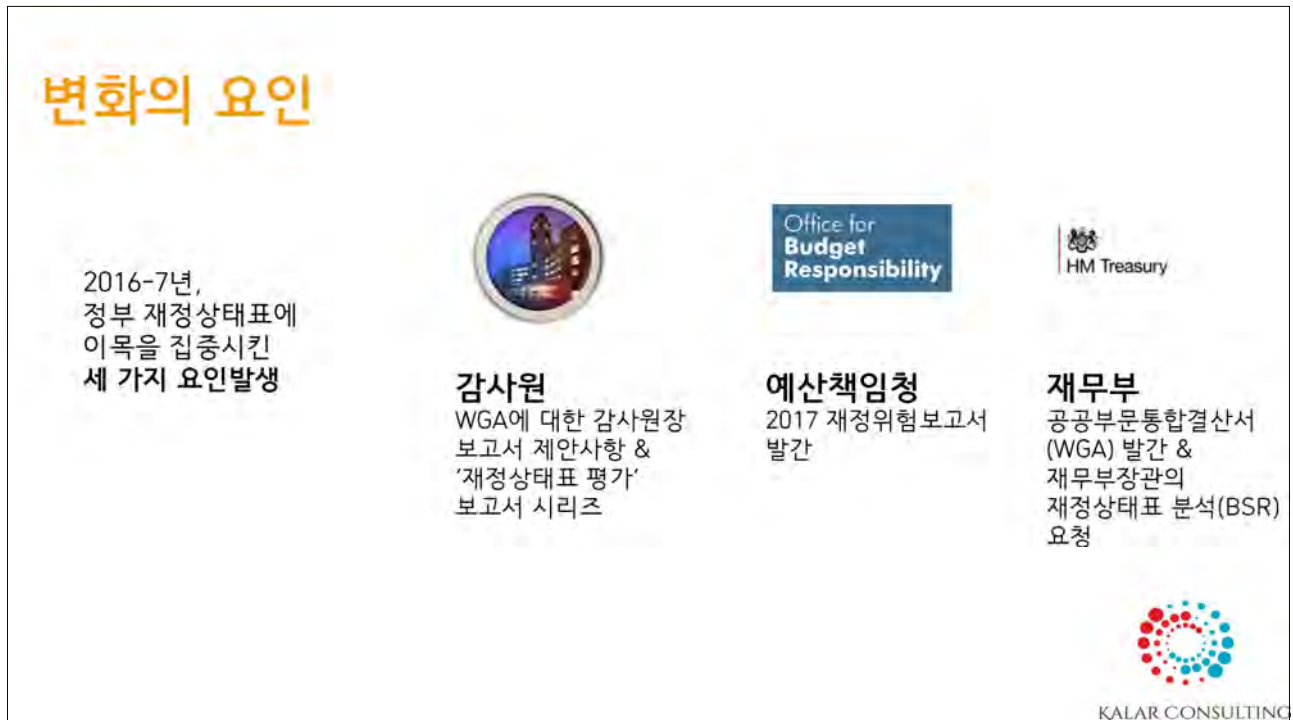 변화의 요인
2016-7년,
정부 재정상태표에
이목을 집중시킨
세 가지 요인발생
감사원
WGA에 대한 감사원장
보고서 제안사항 &
'재정상태표 평가'
보고서 시리즈
Office for
Budget
Responsibility
예산책임청
2017 재정위험보고서
발간
HM Treasury
재무부
공공부문통합결산서
(WGA) 발간 &
재무부장관의
재정상태표 분석(BSR)
요청
KALAR CONSULTING